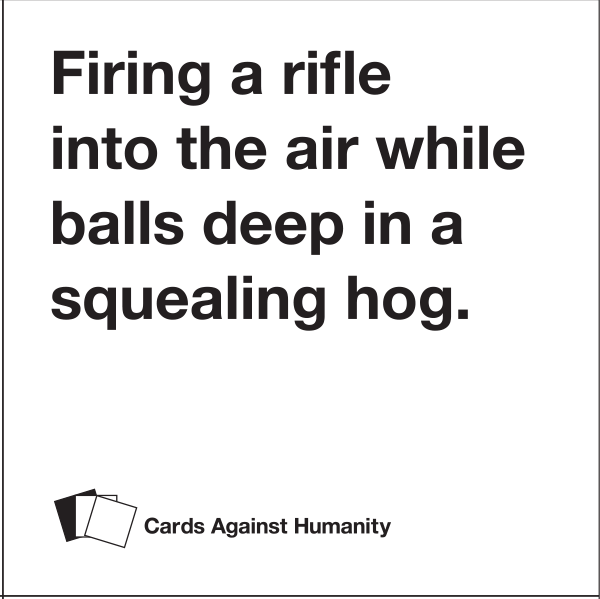 Firing a rifle
into the air while
balls deep in a
squealing hog.
Cards Against Humanity